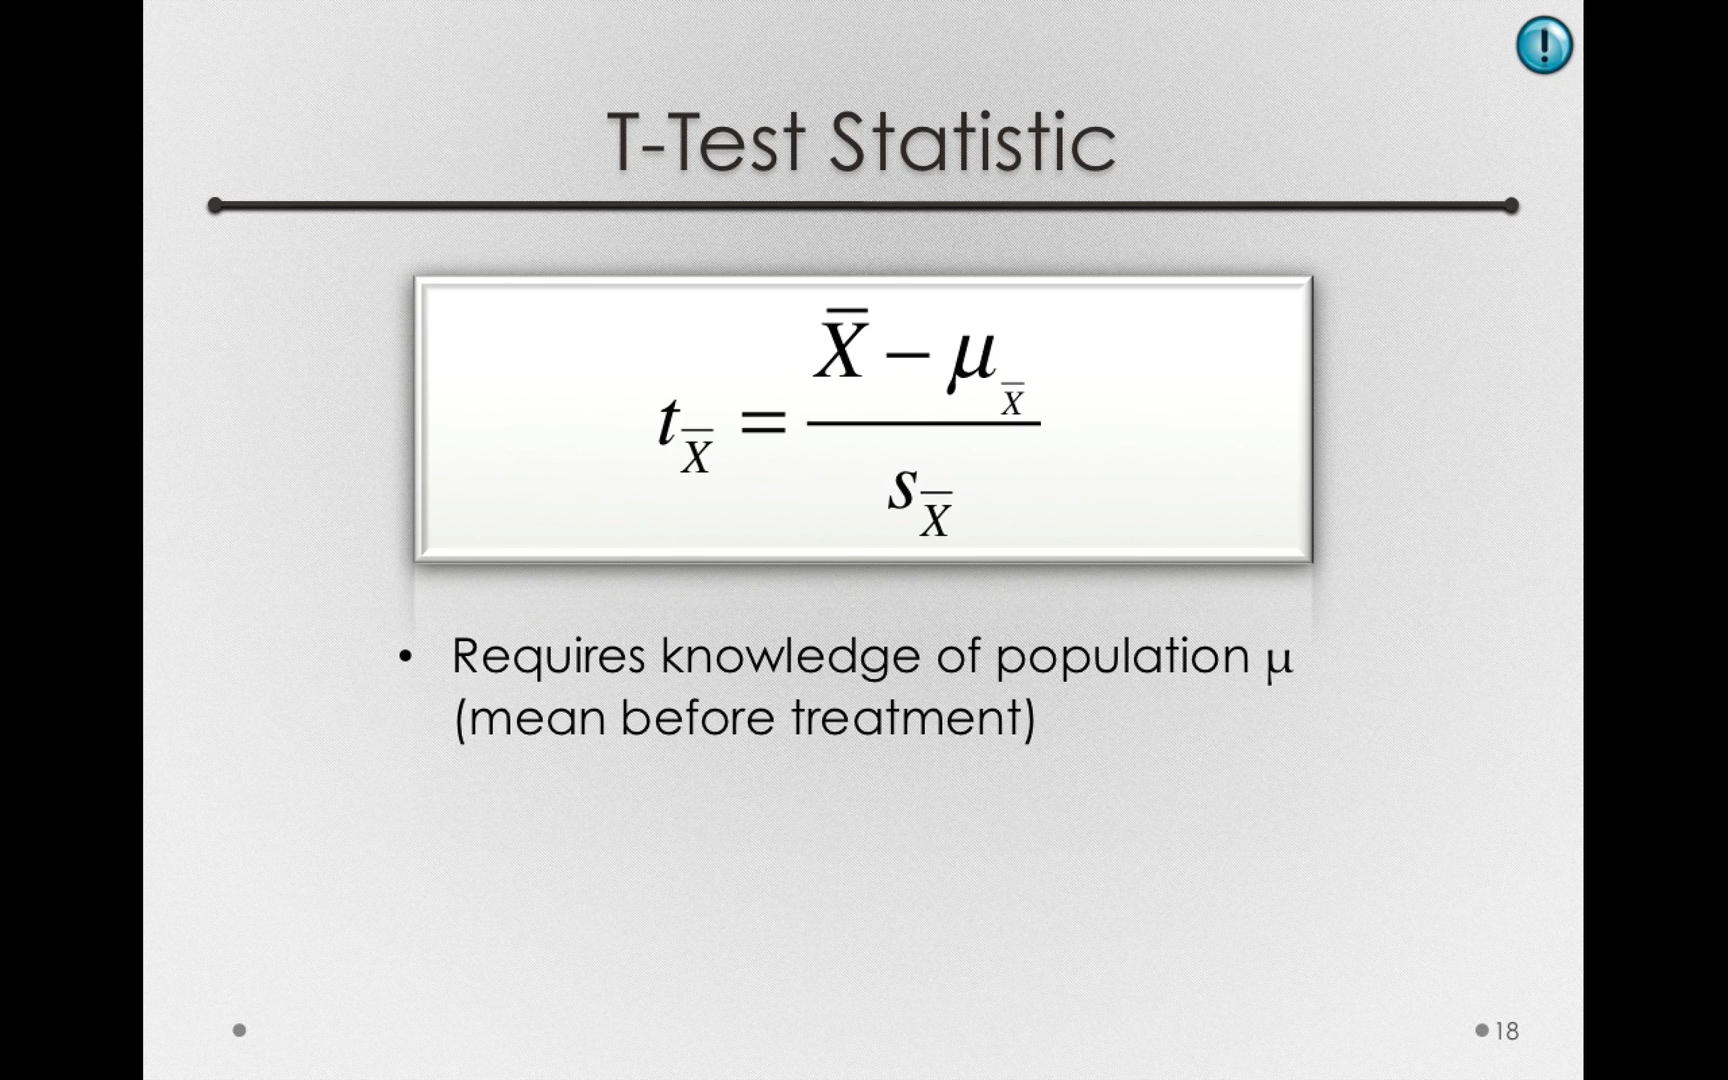 T-Test Statistic
t_X̅ = (X̅ − μ_X̅) / s_X̅
• Requires knowledge of population μ
(mean before treatment)
18